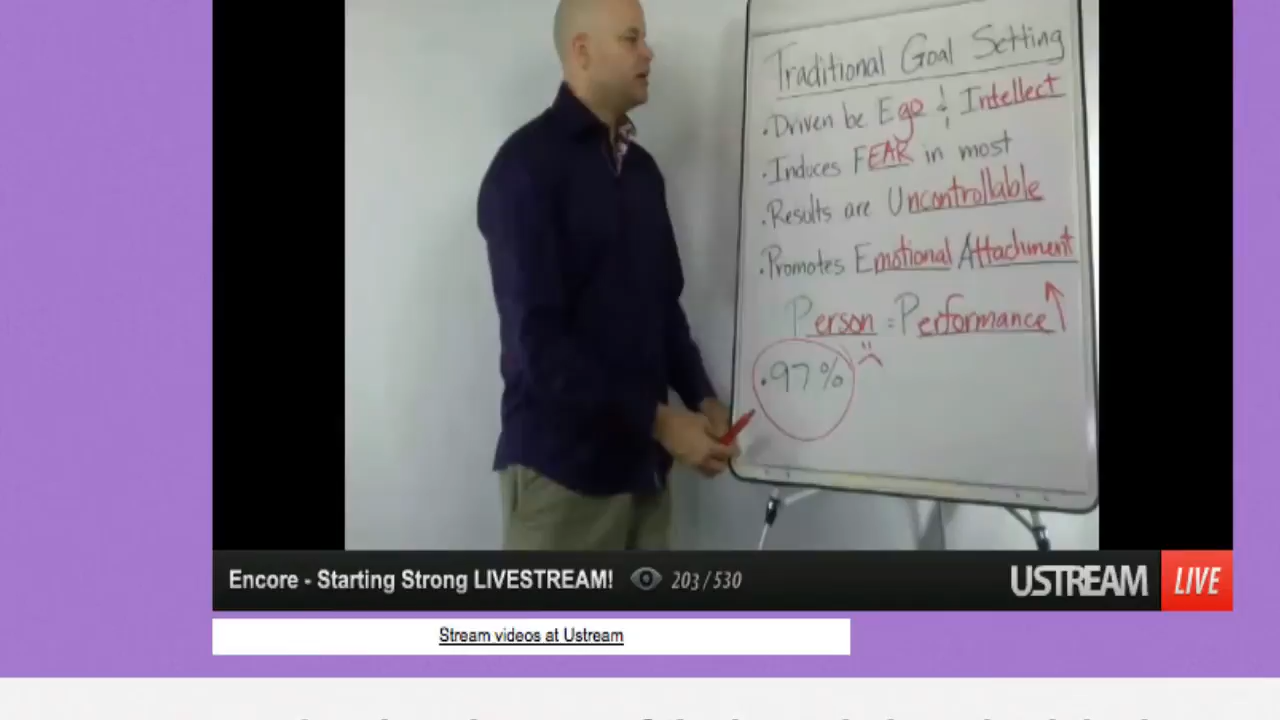 Traditional Goal Setting
• Driven be Ego & Intellect
• Induces FEAR in most
• Results are Uncontrollable
• Promotes Emotional Attachment
Person = Performance
• 97%
Encore - Starting Strong LIVESTREAM! 203/530 USTREAM LIVE
Stream videos at Ustream